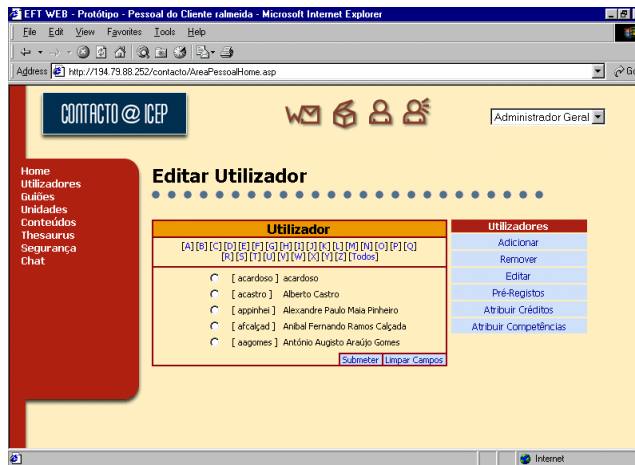 EFT WEB - Protótipo - Pessoal do Cliente ralmeida - Microsoft Internet Explorer
File Edit View Favorites Tools Help
Address http://194.79.88.252/contacto/AreaPessoalHome.asp
CONTACTO @ ICEP
Administrador Geral
Home
Utilizadores
Guiões
Unidades
Conteúdos
Thesaurus
Segurança
Chat
Editar Utilizador
Utilizador
[A][B][C][D][E][F][G][H][I][J][K][L][M][N][O][P][Q]
[R][S][T][U][V][W][X][Y][Z][Todos]
[ acardoso ] acardoso
[ acastro ] Alberto Castro
[ appinhei ] Alexandre Paulo Maia Pinheiro
[ afcalçad ] Anibal Fernando Ramos Calçada
[ aagomes ] António Augisto Araújo Gomes
Submeter Limpar Campos
Utilizadores
Adicionar
Remover
Editar
Pré-Registos
Atribuir Créditos
Atribuir Competências
Internet